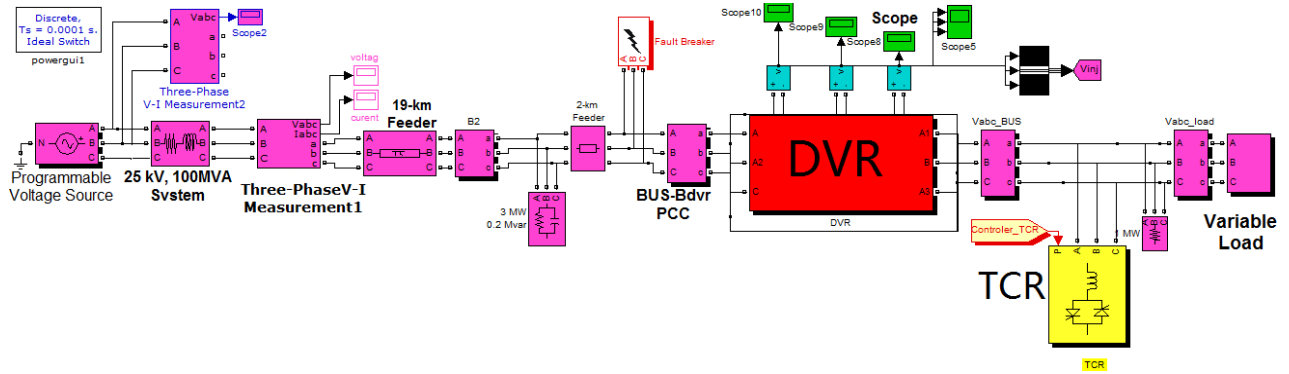 Discrete,
Ts = 0.0001 s.
Ideal Switch
powergui1
A
B
C
Vabc
a
b
c
Scope2
Three-Phase
V-I Measurement2
N
A
B
C
Programmable
Voltage Source
A
B
C
A
B
C
25 kV, 100MVA
System
A
B
C
Vabc
Iabc
a
b
c
voltag
curent
Three-PhaseV-I
Measurement1
19-km
Feeder
A
B
C
A
B
C
B2
A
B
C
a
b
c
A
B
C
3 MW
0.2 Mvar
2-km
Feeder
Fault Breaker
A
B
C
A
B
C
a
b
c
BUS-Bdvr
PCC
Scope10
Scope9
Scope8
Scope
Scope5
v
+
-
v
+
-
v
+
-
Vinj
A
A2
C
DVR
A1
B
A3
DVR
Vabc_BUS
A
B
C
a
b
c
Controler_TCR
P
A
B
C
TCR
TCR
A
B
C
1 MW
Vabc_load
A
B
C
a
b
c
A
B
C
Variable
Load